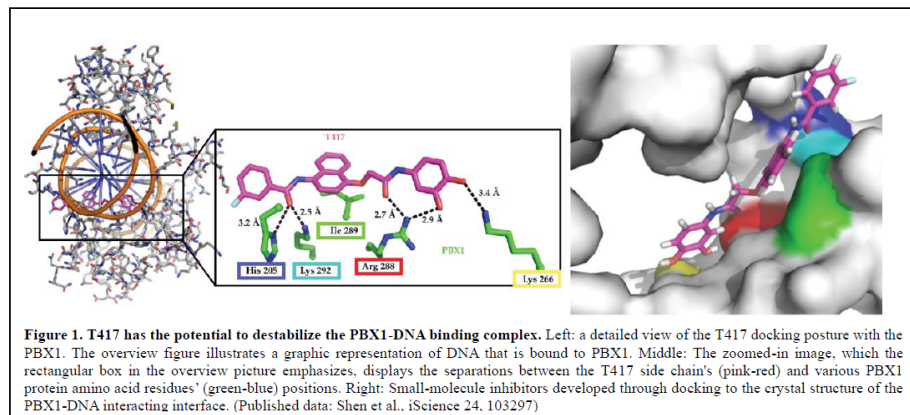 T417
3.2 Å
2.5 Å
Ile 289
2.7 Å
2.9 Å
3.4 Å
PBX1
His 205
Lys 292
Arg 288
Lys 266
Figure 1. T417 has the potential to destabilize the PBX1-DNA binding complex. Left: a detailed view of the T417 docking posture with the
PBX1. The overview figure illustrates a graphic representation of DNA that is bound to PBX1. Middle: The zoomed-in image, which the
rectangular box in the overview picture emphasizes, displays the separations between the T417 side chain's (pink-red) and various PBX1
protein amino acid residues' (green-blue) positions. Right: Small-molecule inhibitors developed through docking to the crystal structure of the
PBX1-DNA interacting interface. (Published data: Shen et al., iScience 24, 103297)